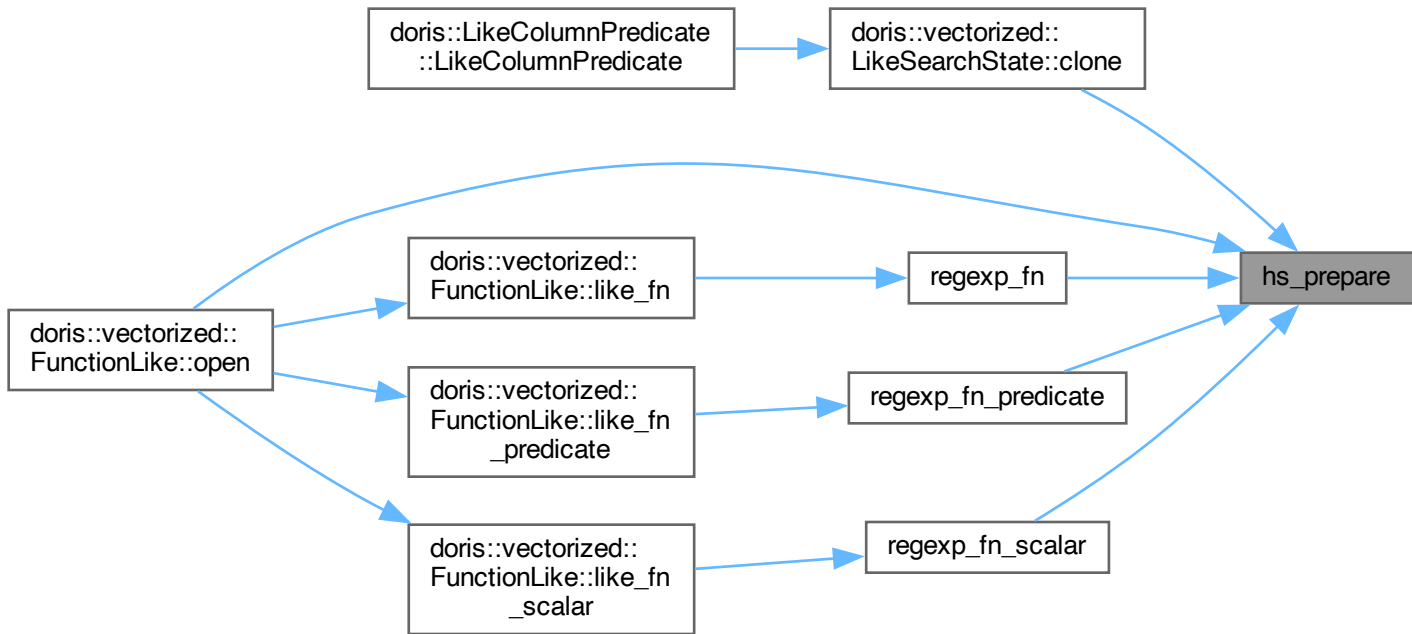 doris::LikeColumnPredicate
::LikeColumnPredicate
doris::vectorized::
LikeSearchState::clone
doris::vectorized::
FunctionLike::open
doris::vectorized::
FunctionLike::like_fn
regexp_fn
hs_prepare
doris::vectorized::
FunctionLike::like_fn
_predicate
regexp_fn_predicate
doris::vectorized::
FunctionLike::like_fn
_scalar
regexp_fn_scalar